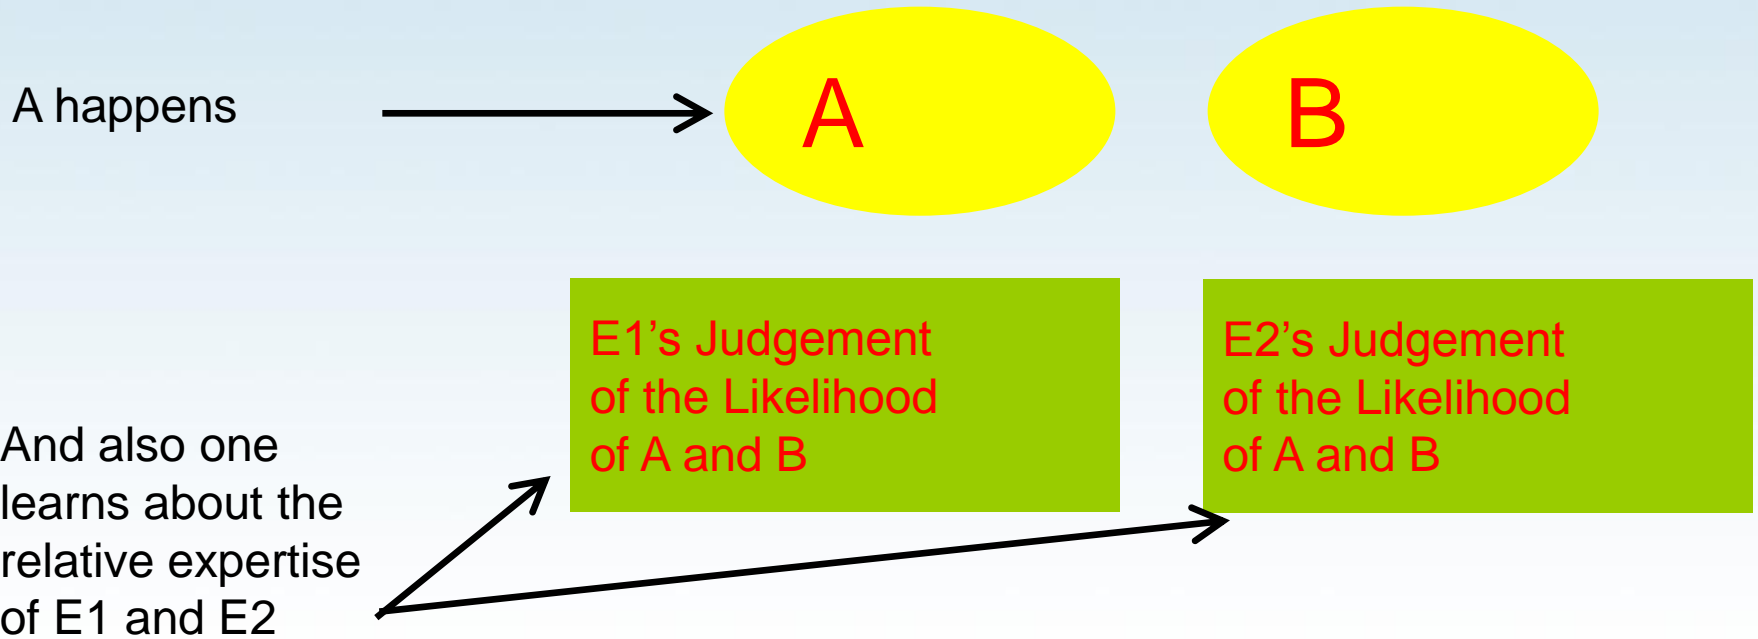 A happens
A
B
E1’s Judgement
of the Likelihood
of A and B
E2’s Judgement
of the Likelihood
of A and B
And also one
learns about the
relative expertise
of E1 and E2